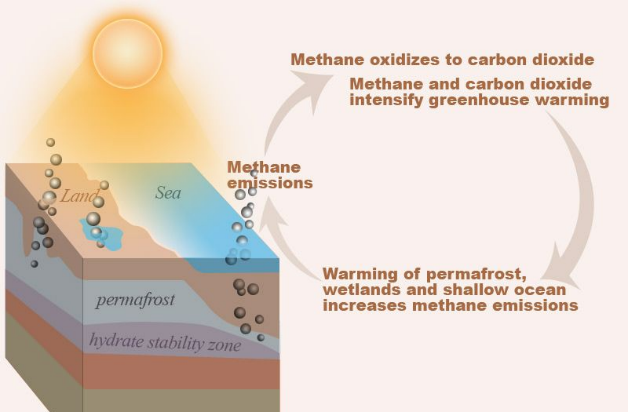 Methane oxidizes to carbon dioxide
Methane and carbon dioxide
intensify greenhouse warming
Methane
emissions
Land
Sea
Warming of permafrost,
wetlands and shallow ocean
increases methane emissions
permafrost
hydrate stability zone